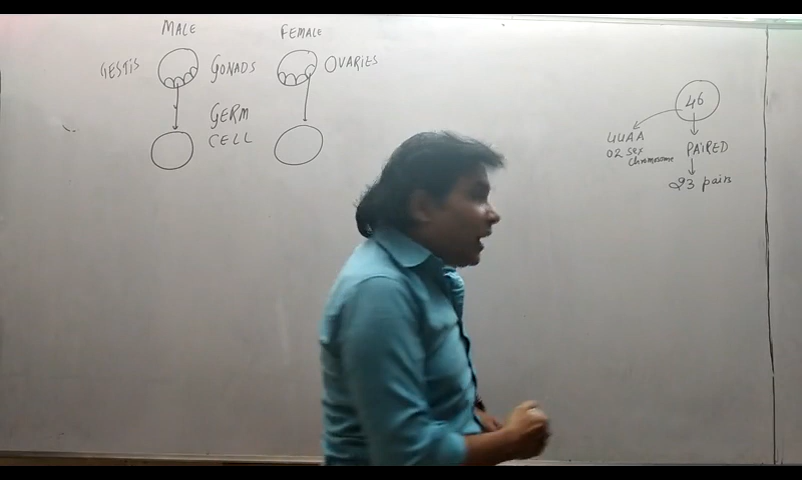 MALE
FEMALE
GESTIS
GONADS
OVARIES
GERM
CELL
46
44AA
02 Sex
Chromosome
PAIRED
23 pairs